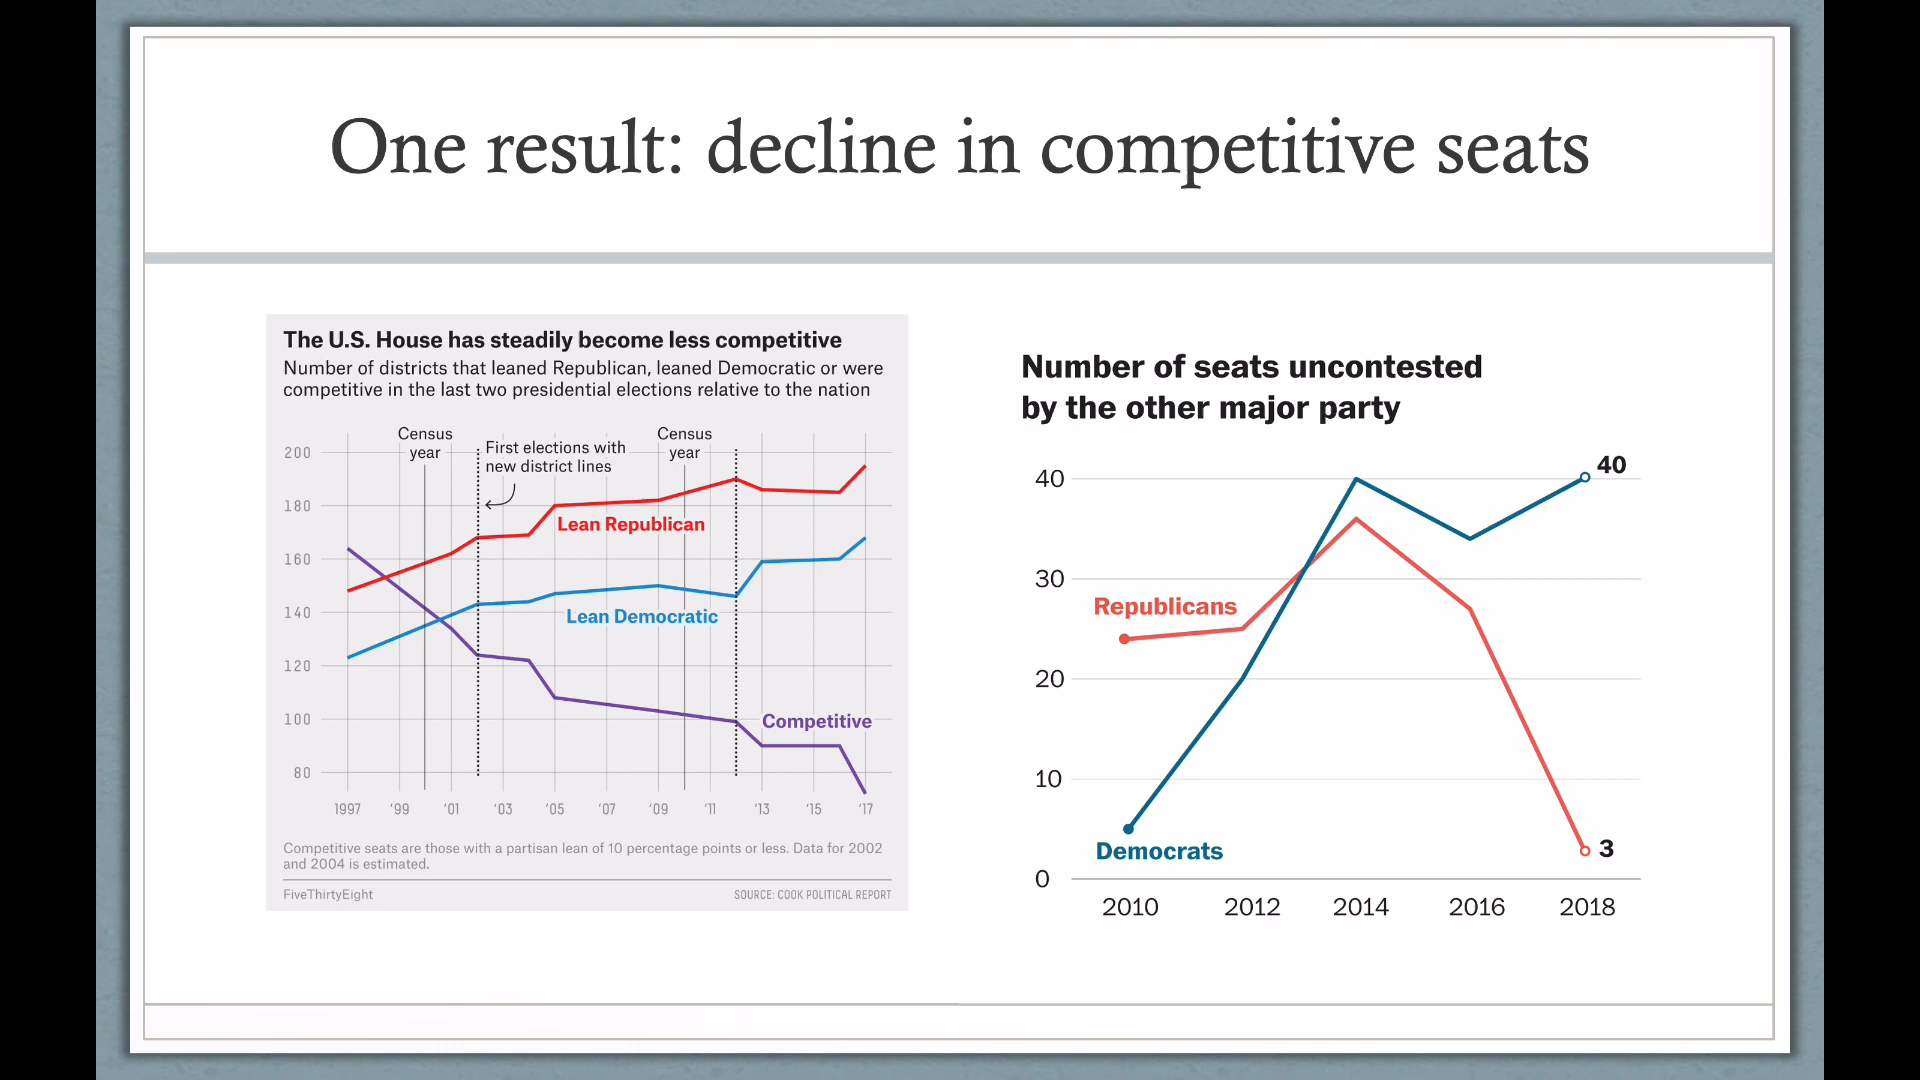 One result: decline in competitive seats
The U.S. House has steadily become less competitive
Number of districts that leaned Republican, leaned Democratic or were
competitive in the last two presidential elections relative to the nation
Census
year
First elections with
new district lines
Census
year
200
180
160
140
120
100
80
Lean Republican
Lean Democratic
Competitive
1997 '99 '01 '03 '05 '07 '09 '11 '13 '15 '17
Competitive seats are those with a partisan lean of 10 percentage points or less. Data for 2002
and 2004 is estimated.
FiveThirtyEight SOURCE: COOK POLITICAL REPORT
Number of seats uncontested
by the other major party
40
30
20
10
0
40
Republicans
3
Democrats
2010 2012 2014 2016 2018